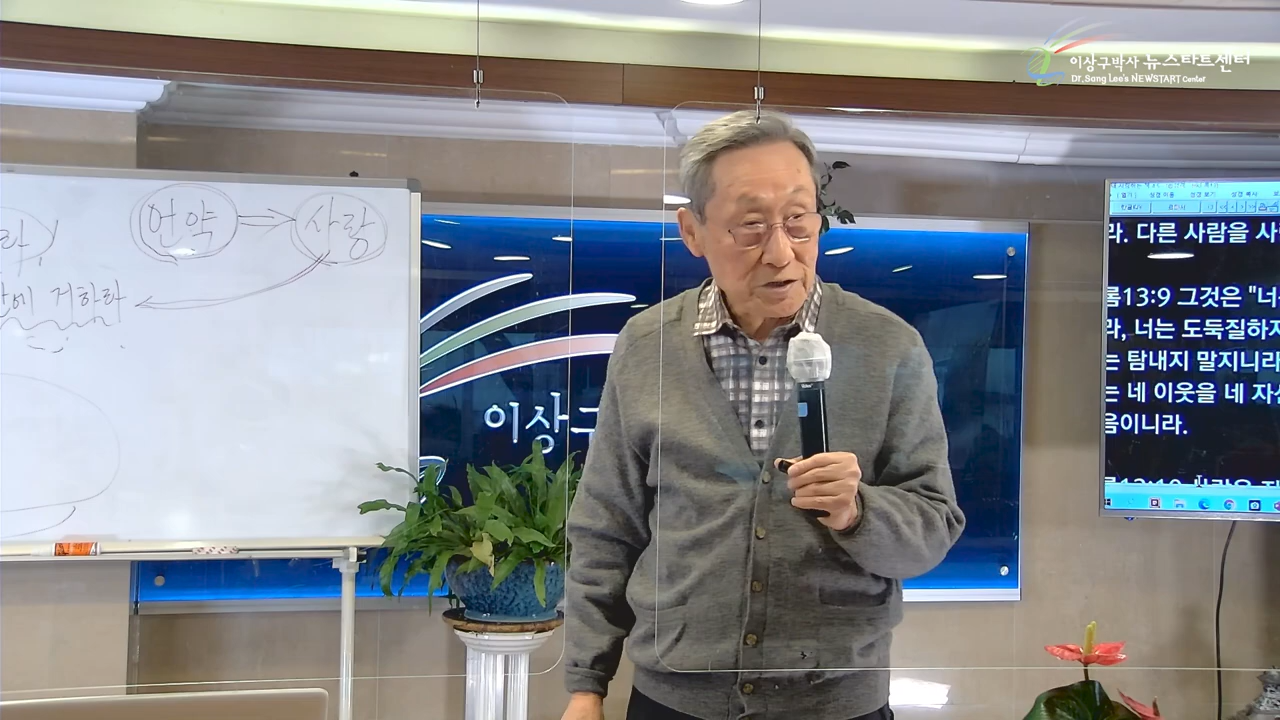 이상구박사 뉴스타트센터
Dr. Sang Lee's NEWSTART Center
언약 ⇒ 사랑
라)
안에 거하라
이상구
라. 다른 사람을 사
롬13:9 그것은 "너
라, 너는 도둑질하지
는 탐내지 말지니라
는 네 이웃을 네 자신
음이니라.